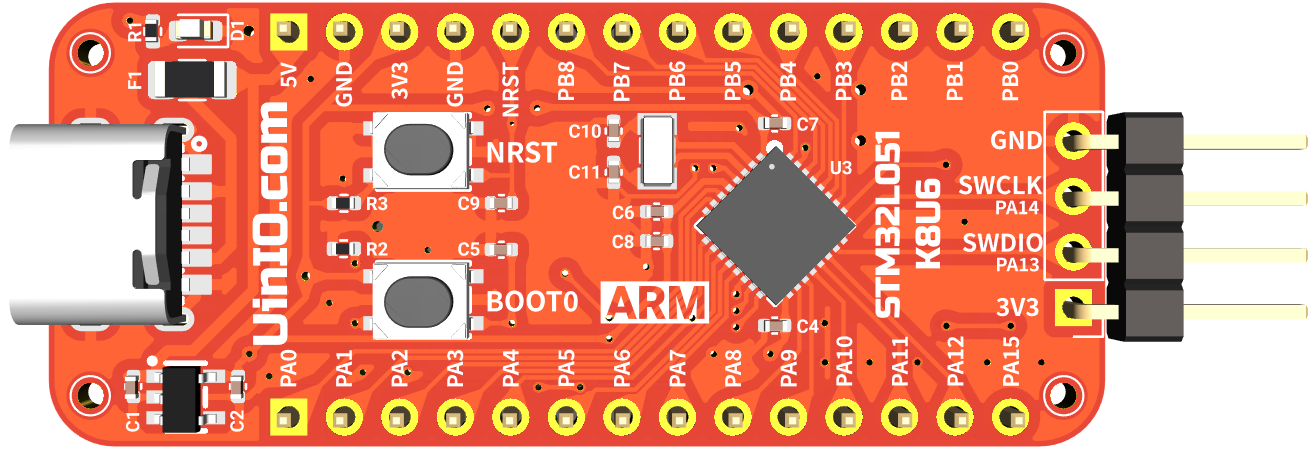 R1
D1
F1
5V
GND
3V3
GND
NRST
PB8
PB7
PB6
PB5
PB4
PB3
PB2
PB1
PB0
UinIO.com
NRST
C10
C11
C7
U3
R3
C9
C6
C8
R2
C5
BOOT0
ARM
C4
STM32L051
K8U6
GND
SWCLK
PA14
SWDIO
PA13
3V3
C1
C2
PA0
PA1
PA2
PA3
PA4
PA5
PA6
PA7
PA8
PA9
PA10
PA11
PA12
PA15